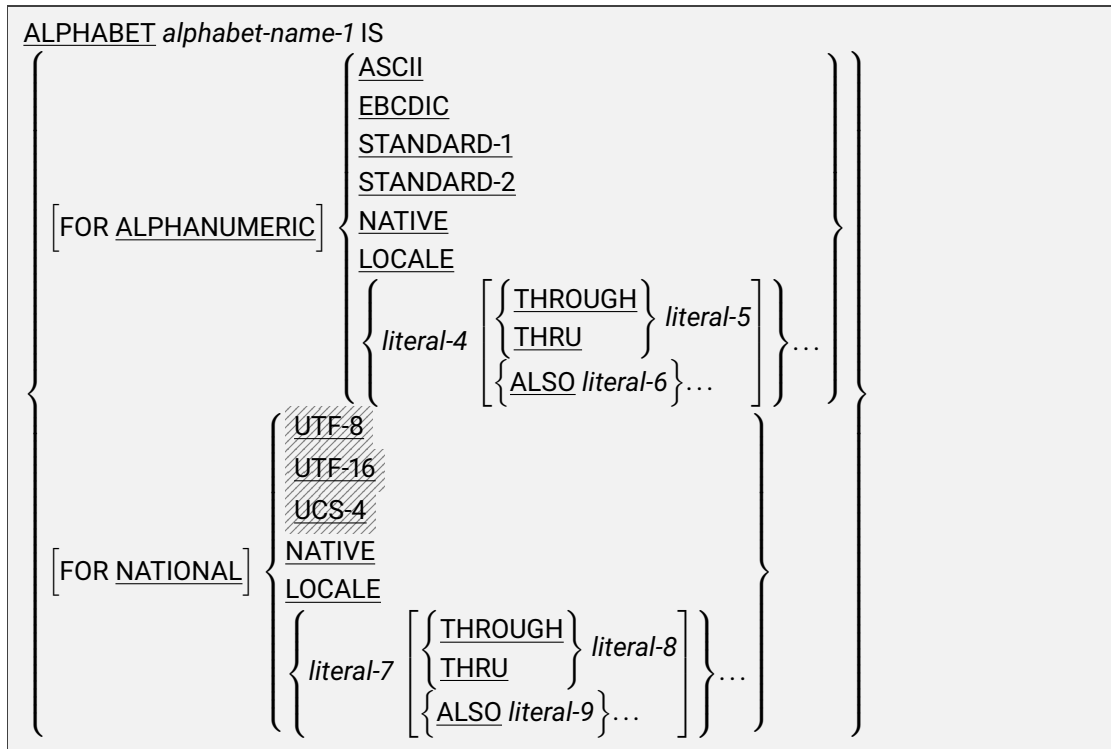 ALPHABET alphabet-name-1 IS
ASCII
EBCDIC
STANDARD-1
STANDARD-2
[FOR ALPHANUMERIC] NATIVE
LOCALE
literal-4 THROUGH literal-5
THRU
{ALSO literal-6}...
...
UTF-8
UTF-16
UCS-4
[FOR NATIONAL] NATIVE
LOCALE
literal-7 THROUGH literal-8
THRU
{ALSO literal-9}...
...